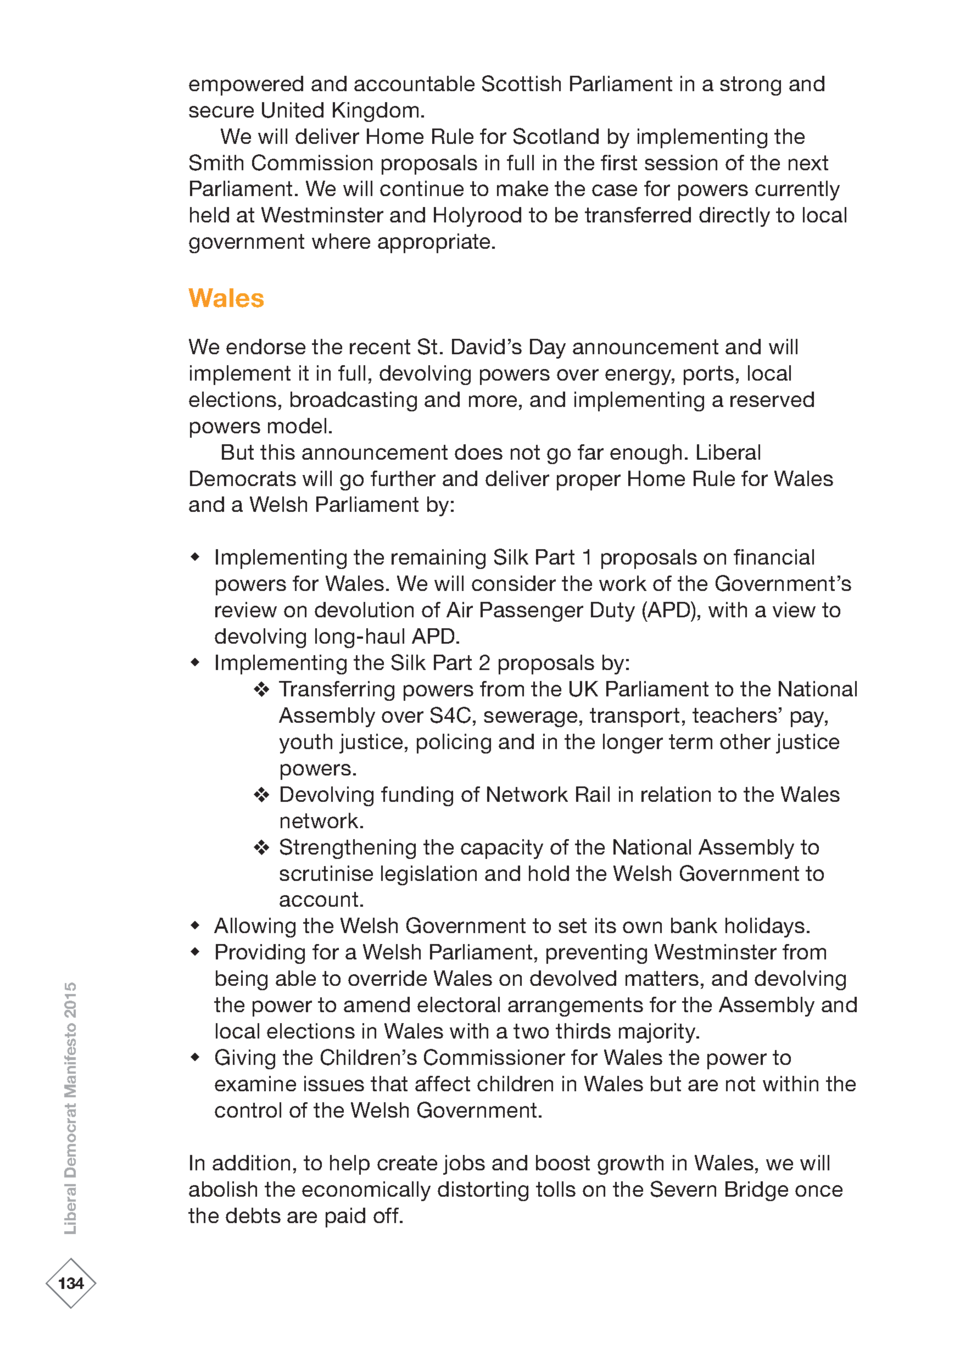 empowered and accountable Scottish Parliament in a strong and
secure United Kingdom.
We will deliver Home Rule for Scotland by implementing the
Smith Commission proposals in full in the first session of the next
Parliament. We will continue to make the case for powers currently
held at Westminster and Holyrood to be transferred directly to local
government where appropriate.
Wales
We endorse the recent St. David’s Day announcement and will
implement it in full, devolving powers over energy, ports, local
elections, broadcasting and more, and implementing a reserved
powers model.
But this announcement does not go far enough. Liberal
Democrats will go further and deliver proper Home Rule for Wales
and a Welsh Parliament by:
◆ Implementing the remaining Silk Part 1 proposals on financial
powers for Wales. We will consider the work of the Government’s
review on devolution of Air Passenger Duty (APD), with a view to
devolving long-haul APD.
◆ Implementing the Silk Part 2 proposals by:
❖ Transferring powers from the UK Parliament to the National
Assembly over S4C, sewerage, transport, teachers’ pay,
youth justice, policing and in the longer term other justice
powers.
❖ Devolving funding of Network Rail in relation to the Wales
network.
❖ Strengthening the capacity of the National Assembly to
scrutinise legislation and hold the Welsh Government to
account.
◆ Allowing the Welsh Government to set its own bank holidays.
◆ Providing for a Welsh Parliament, preventing Westminster from
being able to override Wales on devolved matters, and devolving
the power to amend electoral arrangements for the Assembly and
local elections in Wales with a two thirds majority.
◆ Giving the Children’s Commissioner for Wales the power to
examine issues that affect children in Wales but are not within the
control of the Welsh Government.
In addition, to help create jobs and boost growth in Wales, we will
abolish the economically distorting tolls on the Severn Bridge once
the debts are paid off.
Liberal Democrat Manifesto 2015
134